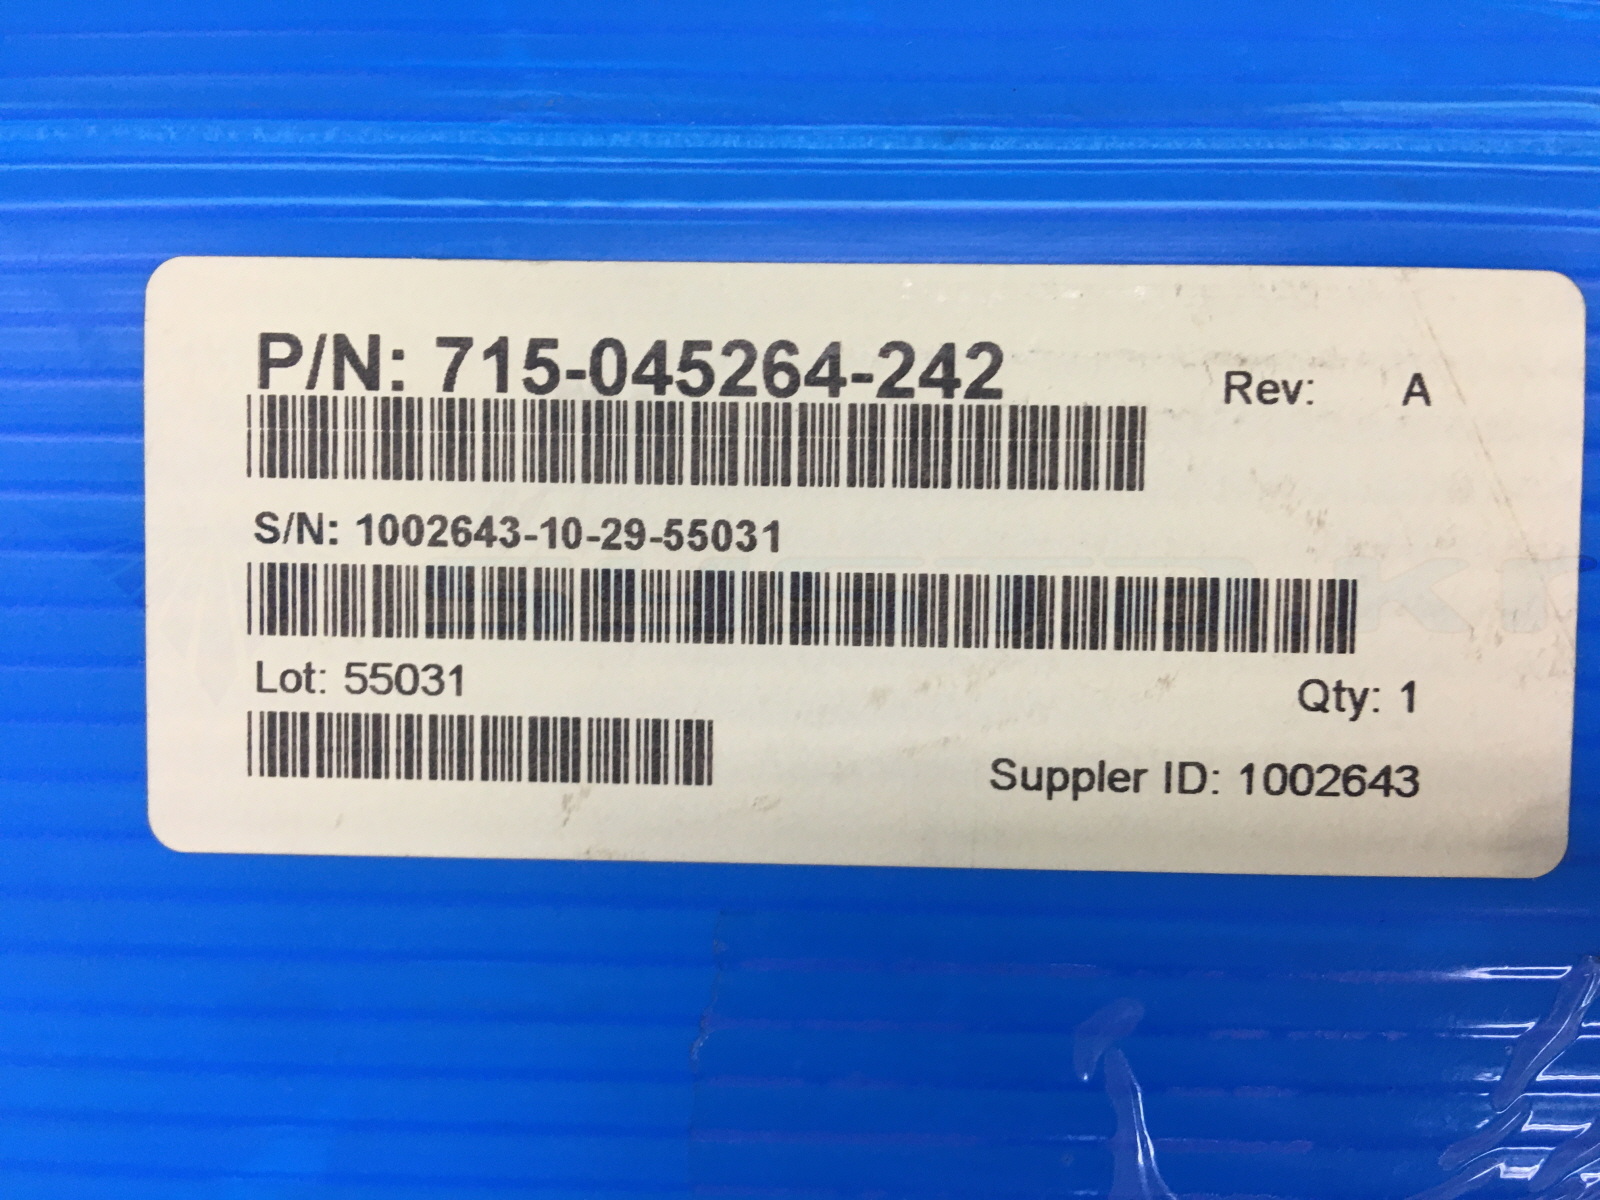 P/N: 715-045264-242
Rev: A
S/N: 1002643-10-29-55031
Lot: 55031
Qty: 1
Suppler ID: 1002643